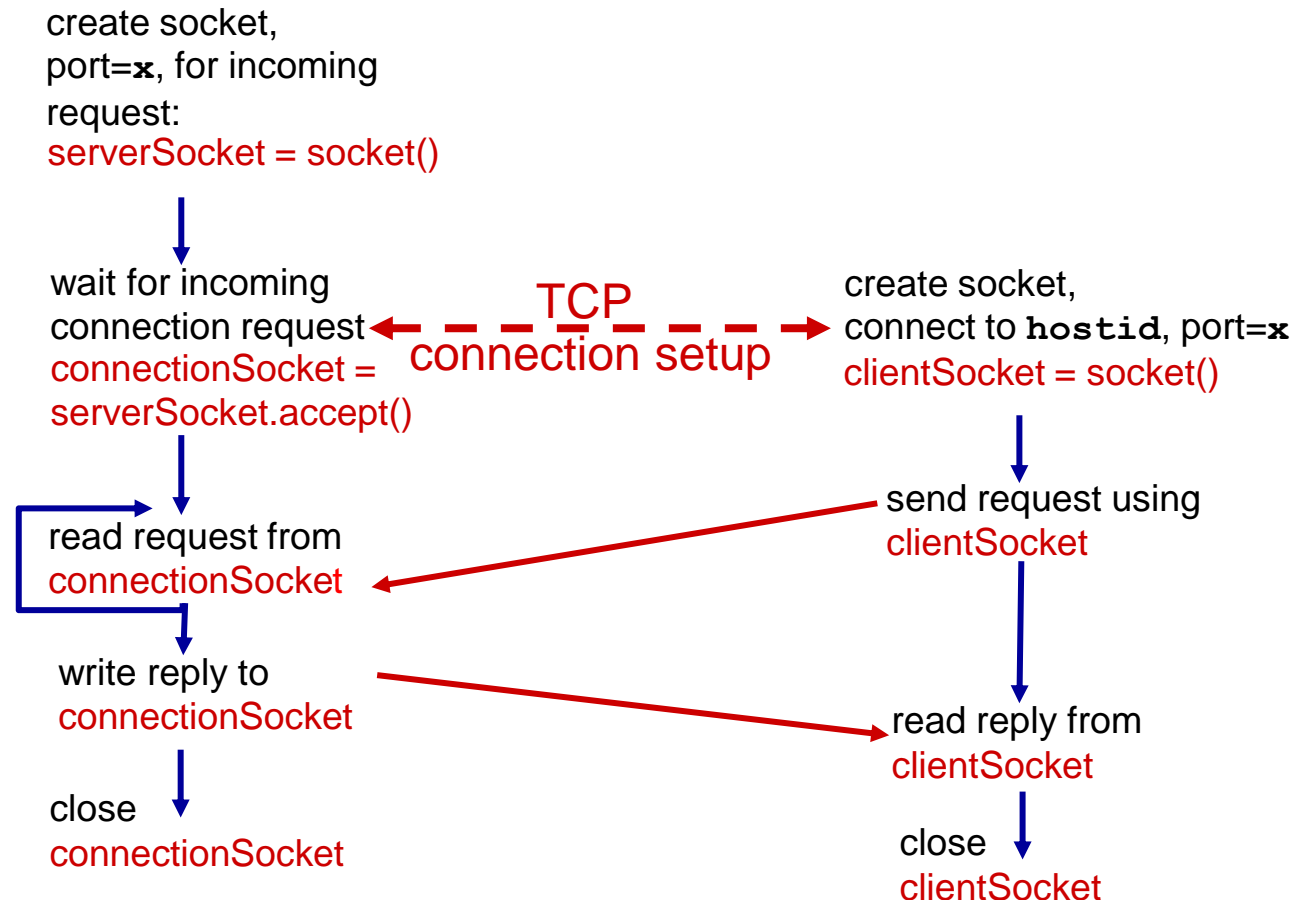 create socket,
port=x, for incoming
request:
serverSocket = socket()
wait for incoming
connection request
connectionSocket =
serverSocket.accept()
TCP
connection setup
create socket,
connect to hostid, port=x
clientSocket = socket()
send request using
clientSocket
read request from
connectionSocket
write reply to
connectionSocket
read reply from
clientSocket
close
connectionSocket
close
clientSocket